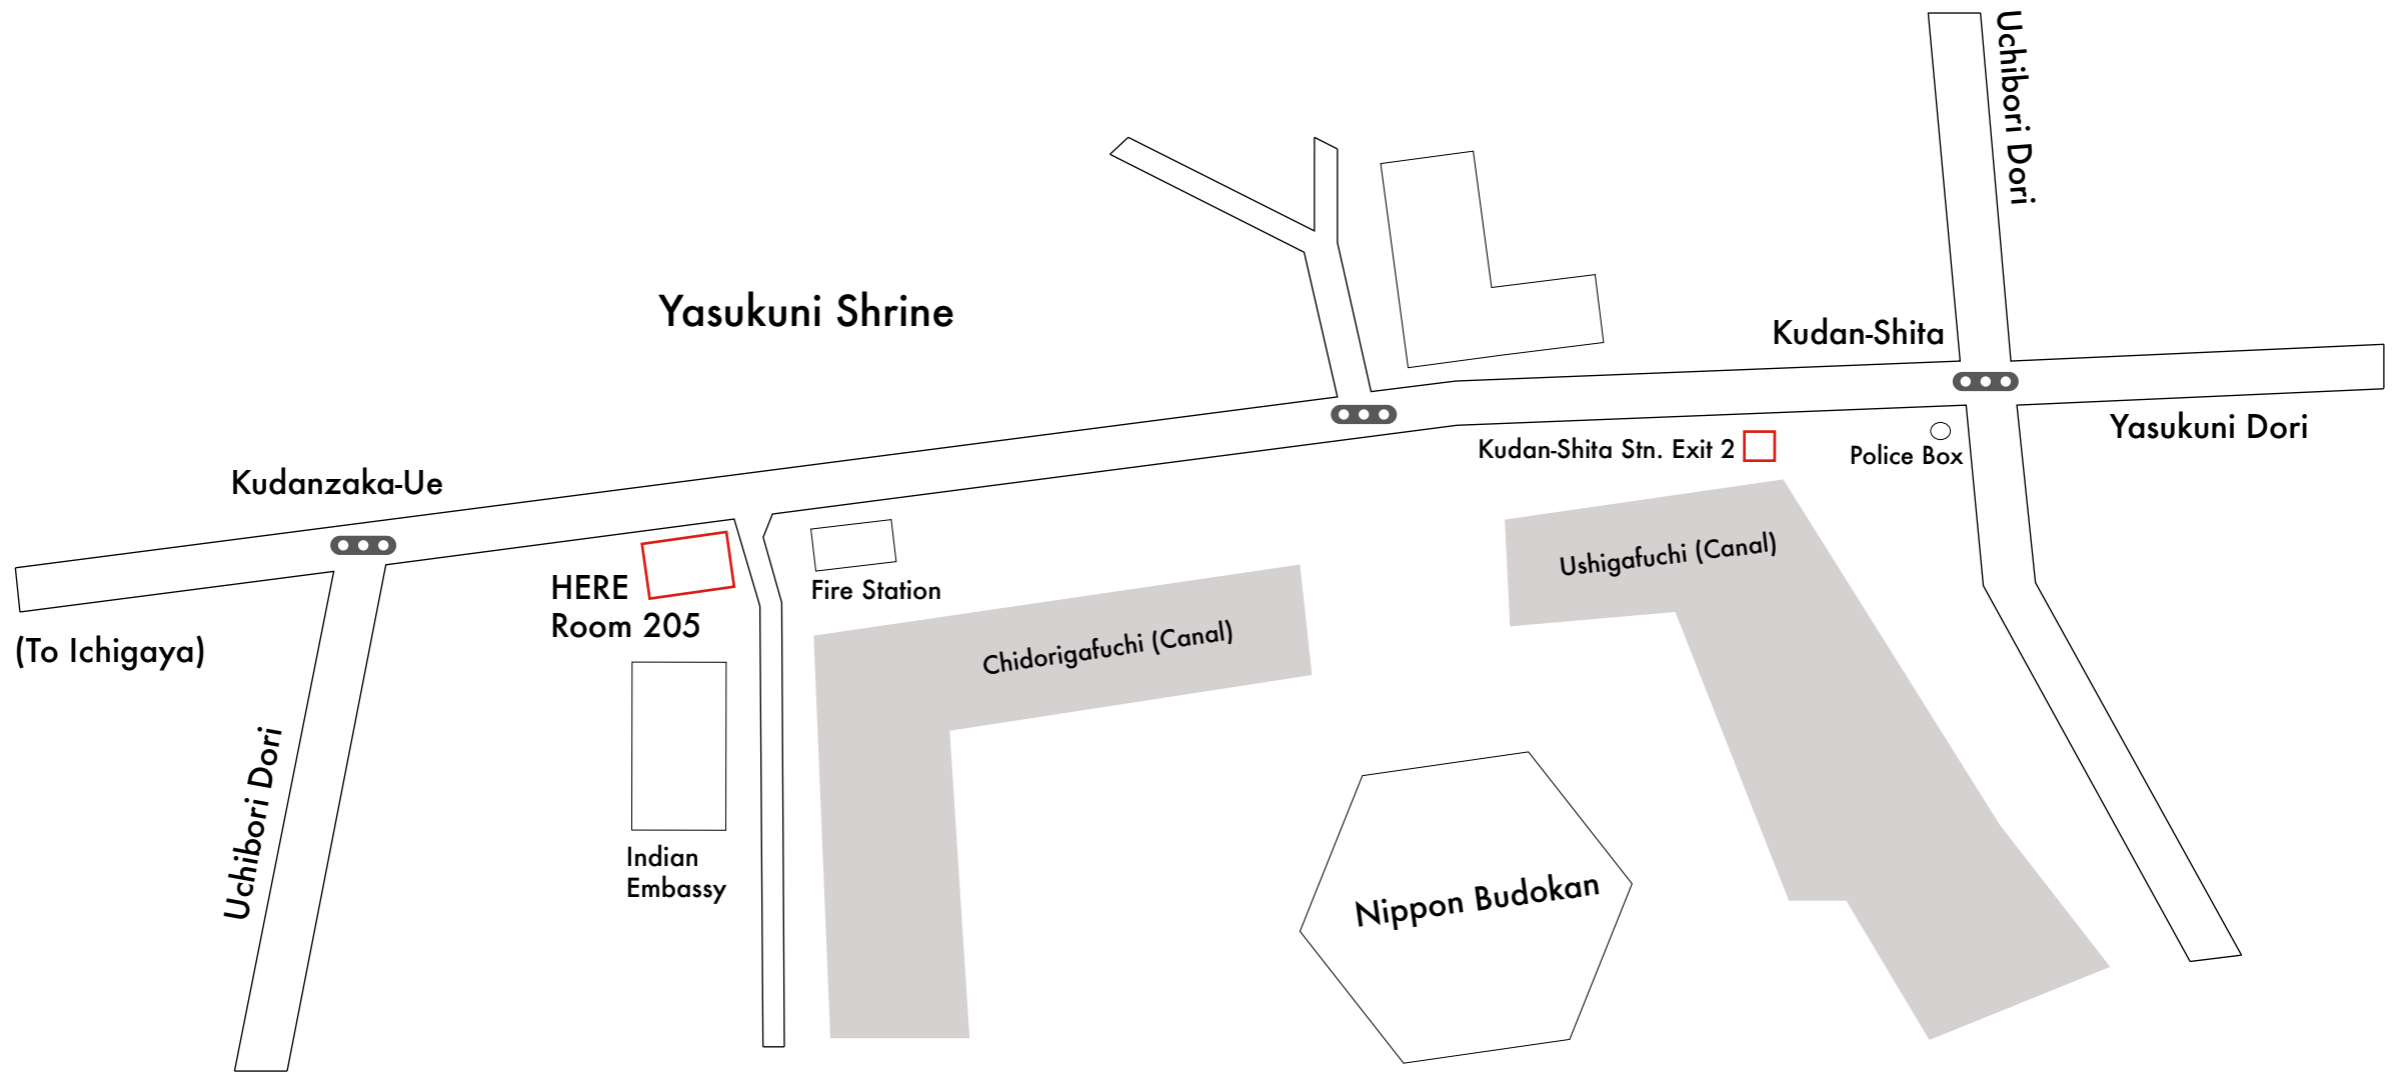 Uchibori Dori
Yasukuni Shrine
Kudan-Shita
Yasukuni Dori
Kudan-Shita Stn. Exit 2
Police Box
Kudanzaka-Ue
Ushigafuchi (Canal)
HERE
Room 205
Fire Station
(To Ichigaya)
Chidorigafuchi (Canal)
Uchibori Dori
Indian
Embassy
Nippon Budokan